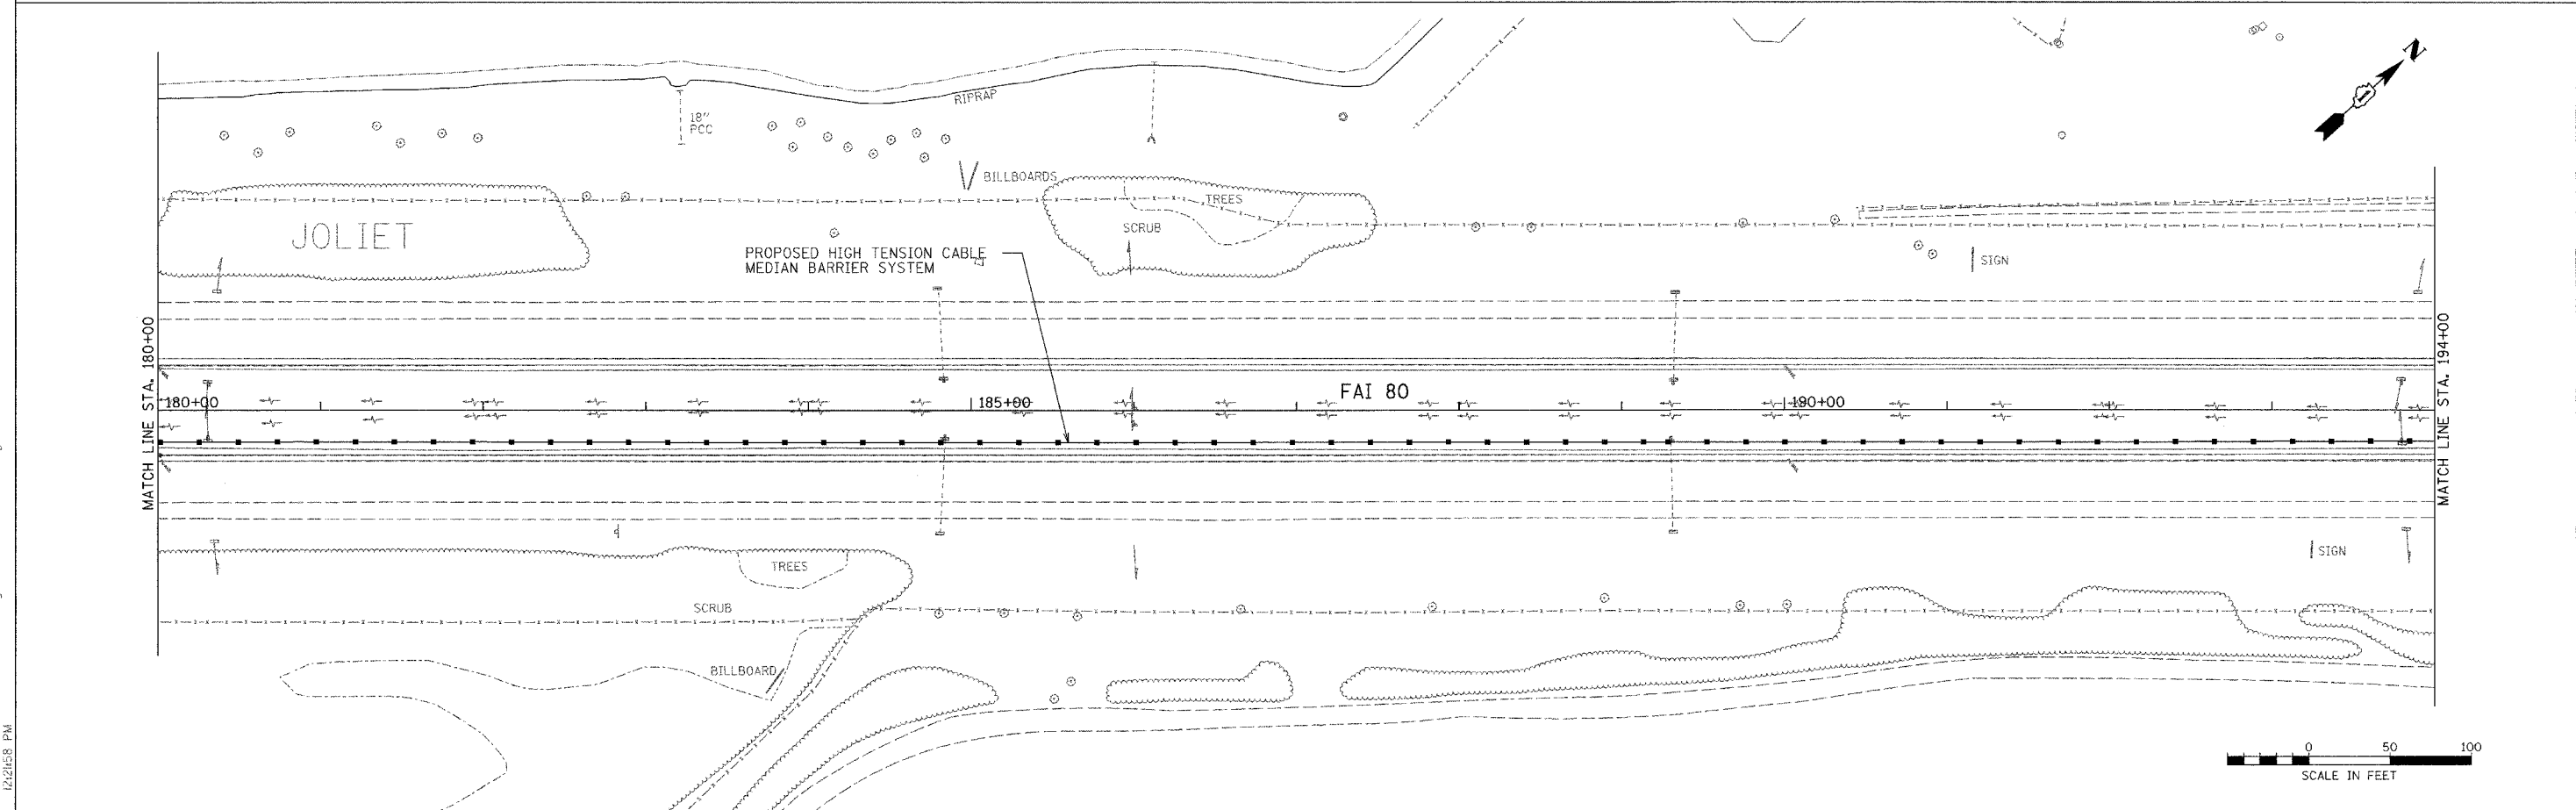 N
RIPRAP
18"
PCC
BILLBOARDS
TREES
JOLIET
SCRUB
PROPOSED HIGH TENSION CABLE
MEDIAN BARRIER SYSTEM
SIGN
MATCH LINE STA. 180+00
MATCH LINE STA. 194+00
FAI 80
180+00
185+00
190+00
SIGN
TREES
SCRUB
BILLBOARD
0 50 100
SCALE IN FEET
12:21:58 PM